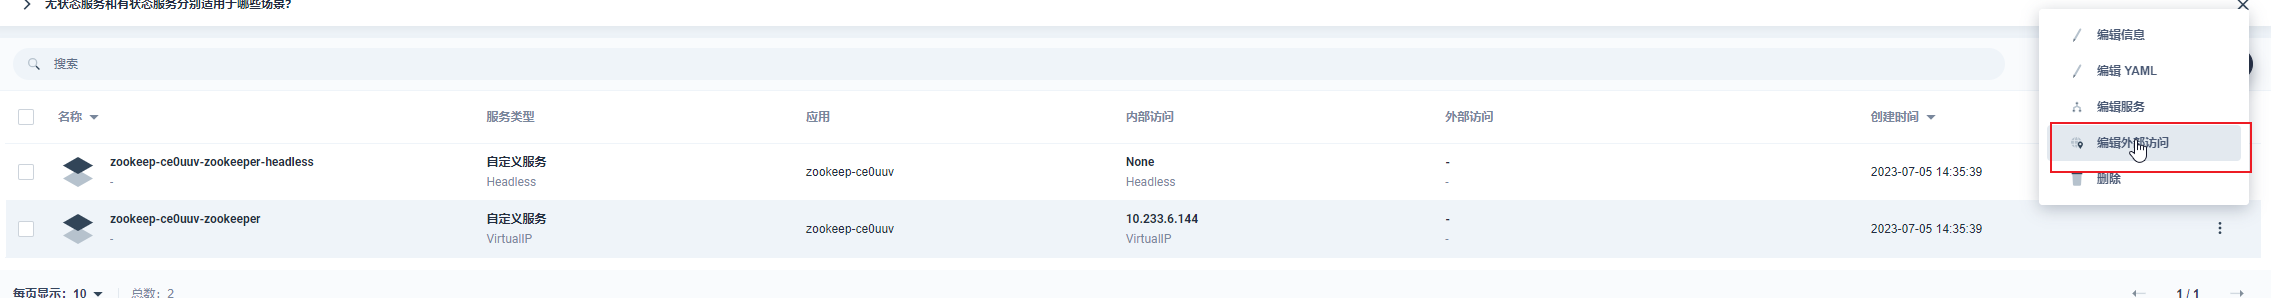 无状态服务和有状态服务分别适用于哪些场景?
搜索
编辑信息
编辑 YAML
编辑服务
编辑外部访问
删除
名称 服务类型 应用 内部访问 外部访问 创建时间
zookeep-ce0uuv-zookeeper-headless 自定义服务 zookeep-ce0uuv None - 2023-07-05 14:35:39
- Headless Headless -
zookeep-ce0uuv-zookeeper 自定义服务 zookeep-ce0uuv 10.233.6.144 - 2023-07-05 14:35:39
- VirtualIP VirtualIP -
每页显示: 10 总数: 2 1 / 1